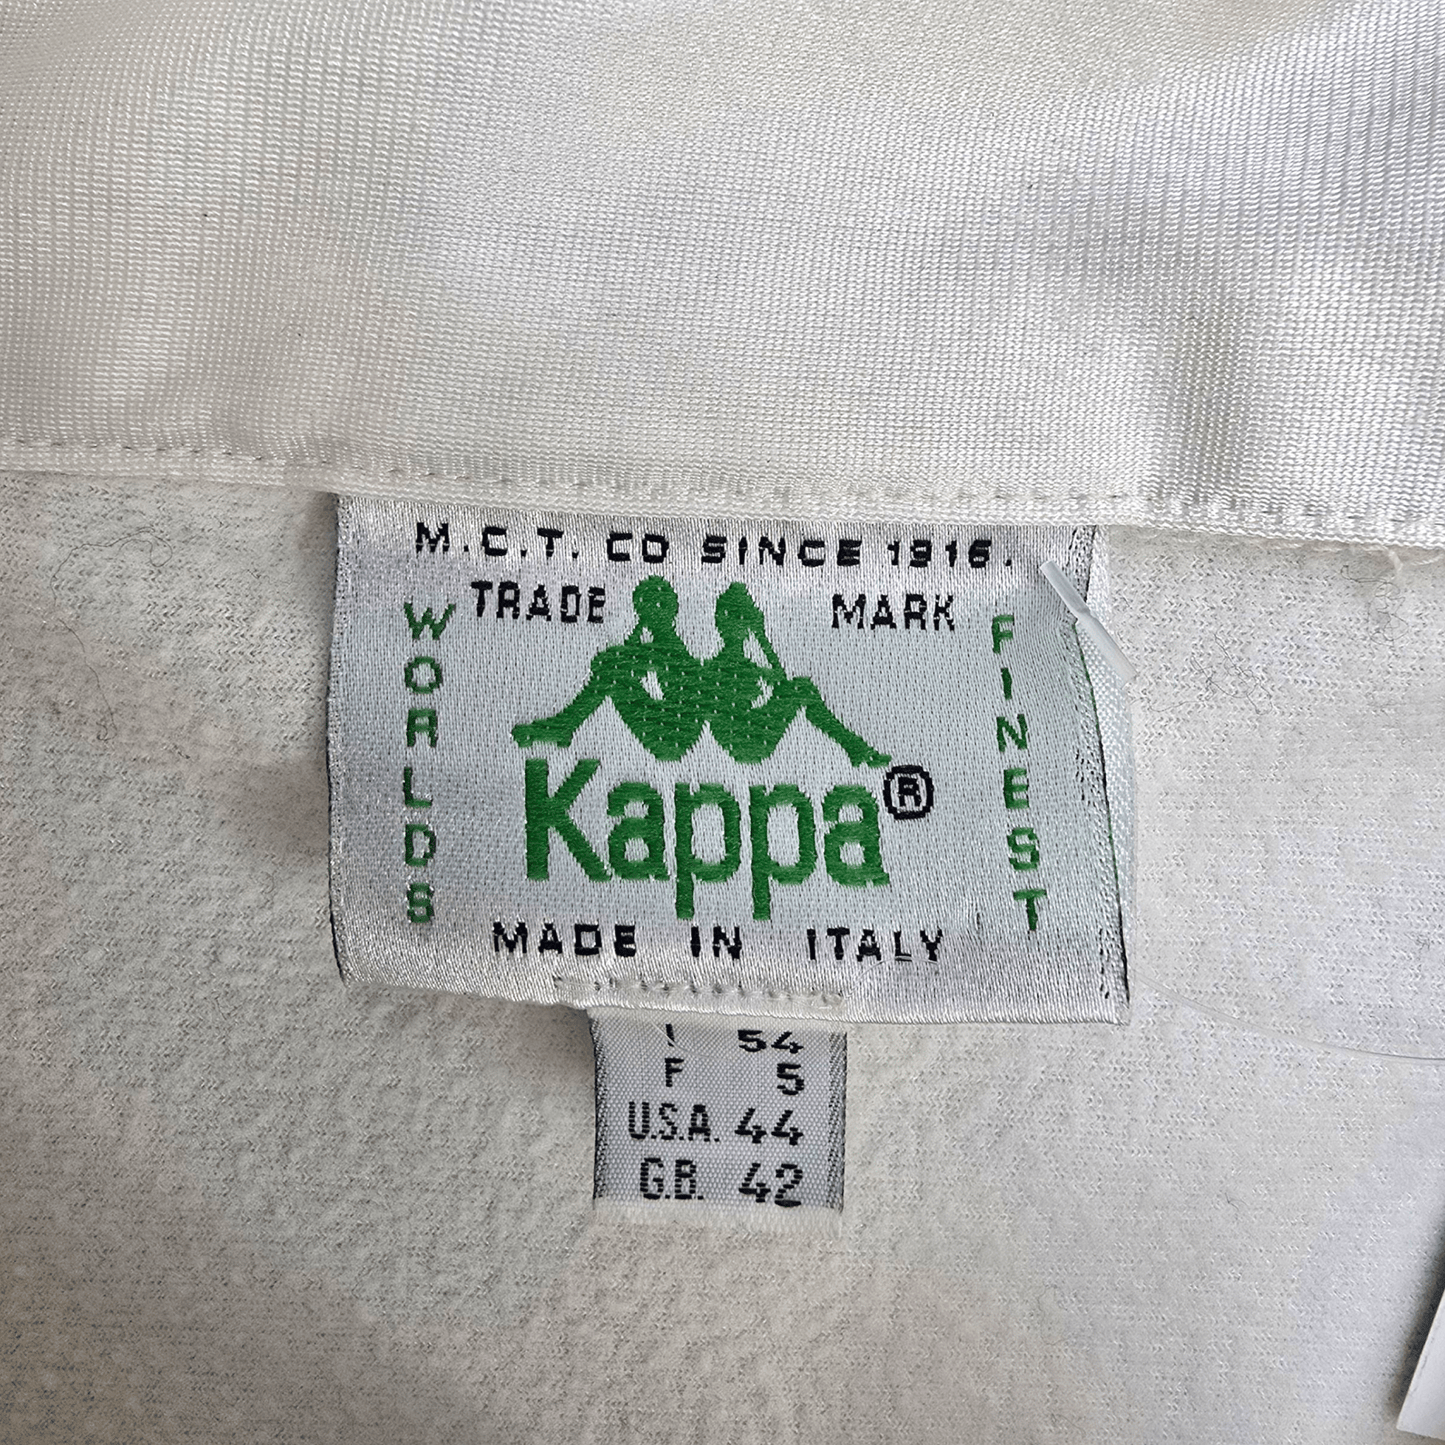 M.C.T. CO SINCE 1916.
TRADE MARK
WORLDS
FINEST
Kappa®
MADE IN ITALY
I 54
F 5
U.S.A. 44
G.B. 42